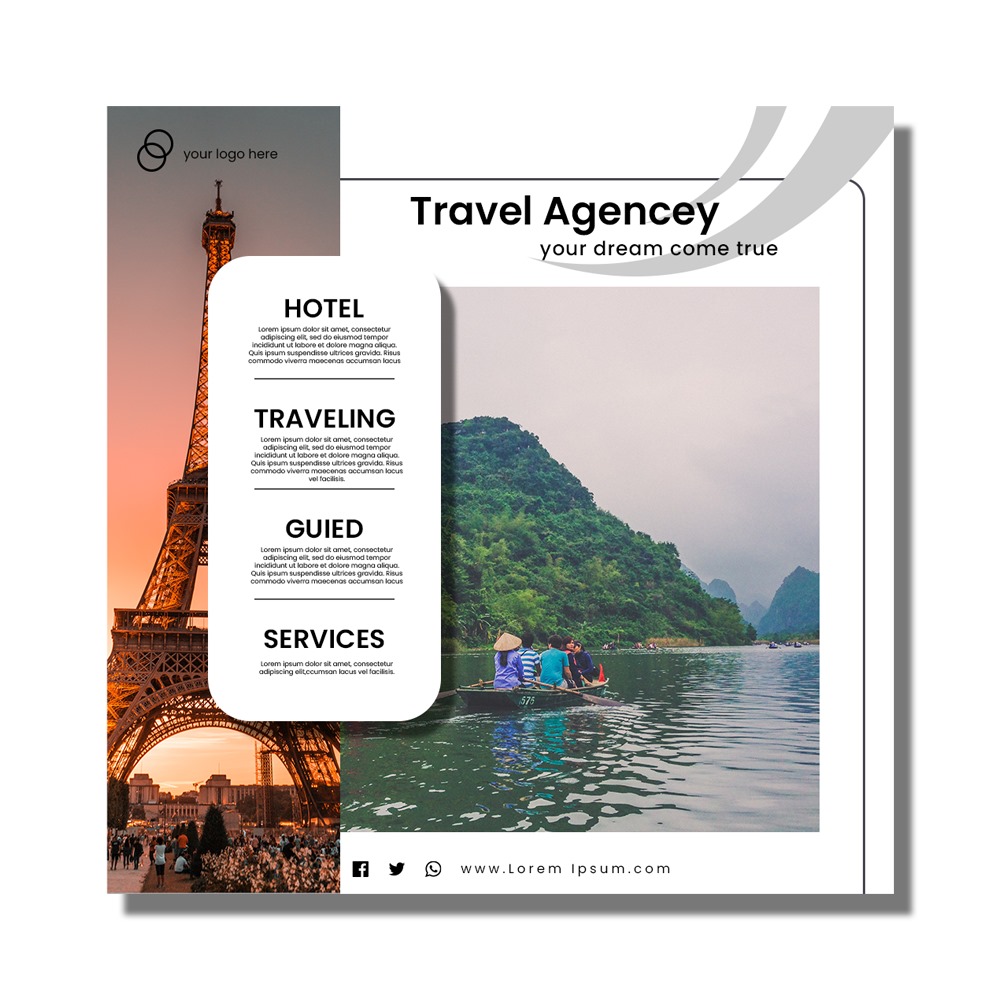 your logo here
Travel Agencey
your dream come true
HOTEL
Lorem ipsum dolor sit amet, consectetur
adipiscing elit, sed do eiusmod tempor
incididunt ut labore et dolore magna aliqua.
Quis ipsum suspendisse ultrices gravida. Risus
commodo viverra maecenas accumsan lacus
TRAVELING
Lorem ipsum dolor sit amet, consectetur
adipiscing elit, sed do eiusmod tempor
incididunt ut labore et dolore magna aliqua.
Quis ipsum suspendisse ultrices gravida. Risus
commodo viverra maecenas accumsan lacus
vel facilisis.
GUIED
Lorem ipsum dolor sit amet, consectetur
adipiscing elit, sed do eiusmod tempor
incididunt ut labore et dolore magna aliqua.
Quis ipsum suspendisse ultrices gravida. Risus
commodo viverra maecenas accumsan lacus
SERVICES
Lorem ipsum dolor sit amet, consectetur
adipiscing elit,ccumsan lacus vel facilisis.
575
www.Lorem Ipsum.com